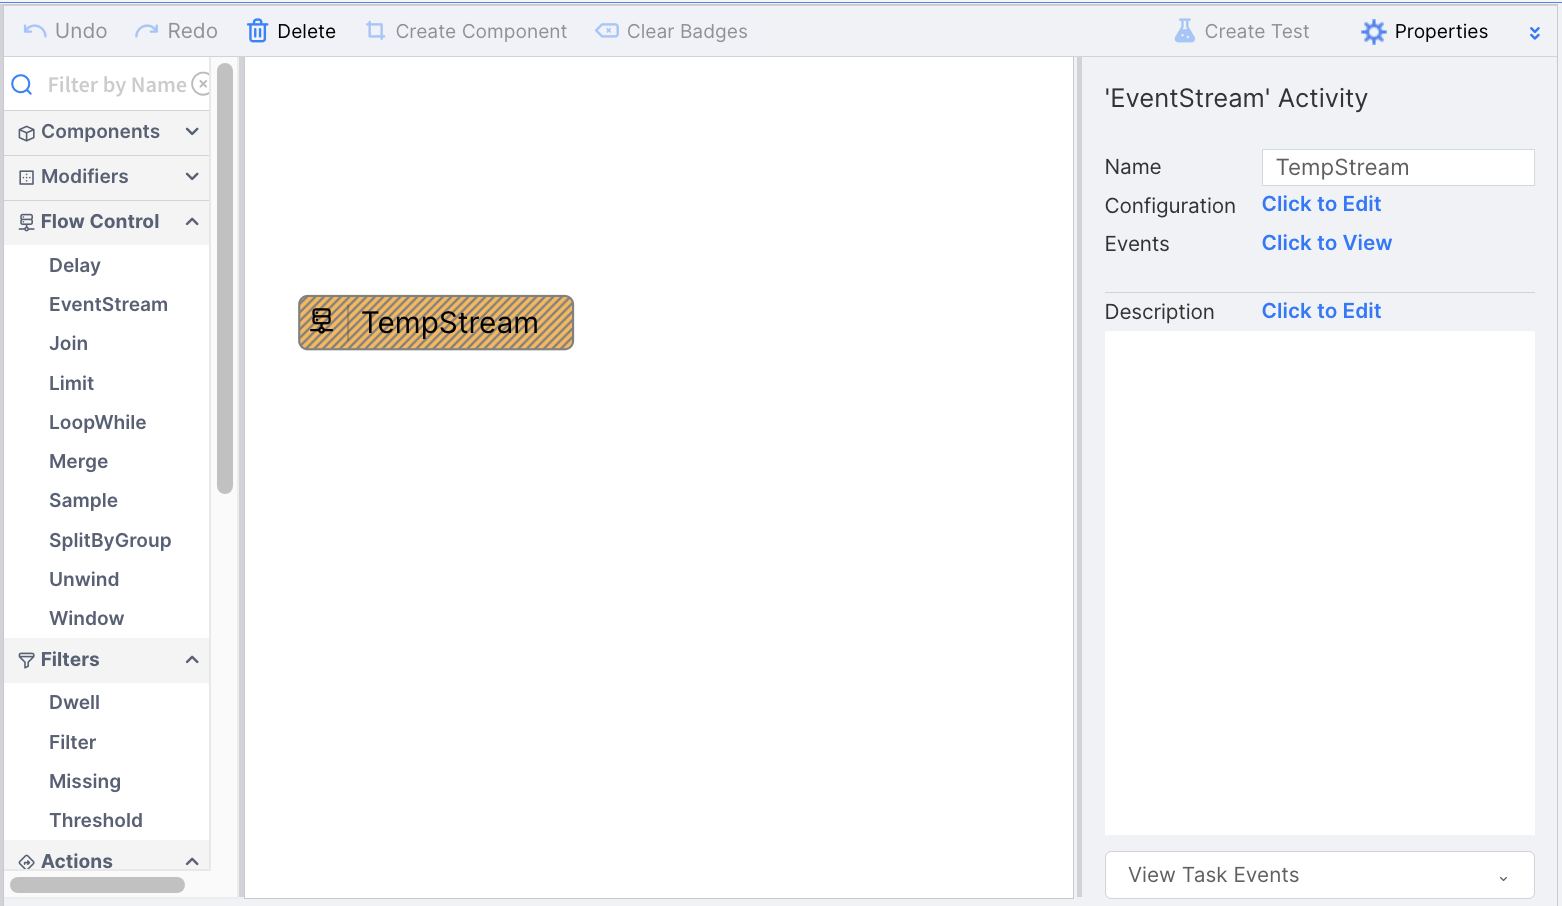 Undo Redo Delete Create Component Clear Badges Create Test Properties
Filter by Name
Components
Modifiers
Flow Control
Delay
EventStream
Join
Limit
LoopWhile
Merge
Sample
SplitByGroup
Unwind
Window
Filters
Dwell
Filter
Missing
Threshold
Actions
TempStream
'EventStream' Activity
Name TempStream
Configuration Click to Edit
Events Click to View
Description Click to Edit
View Task Events